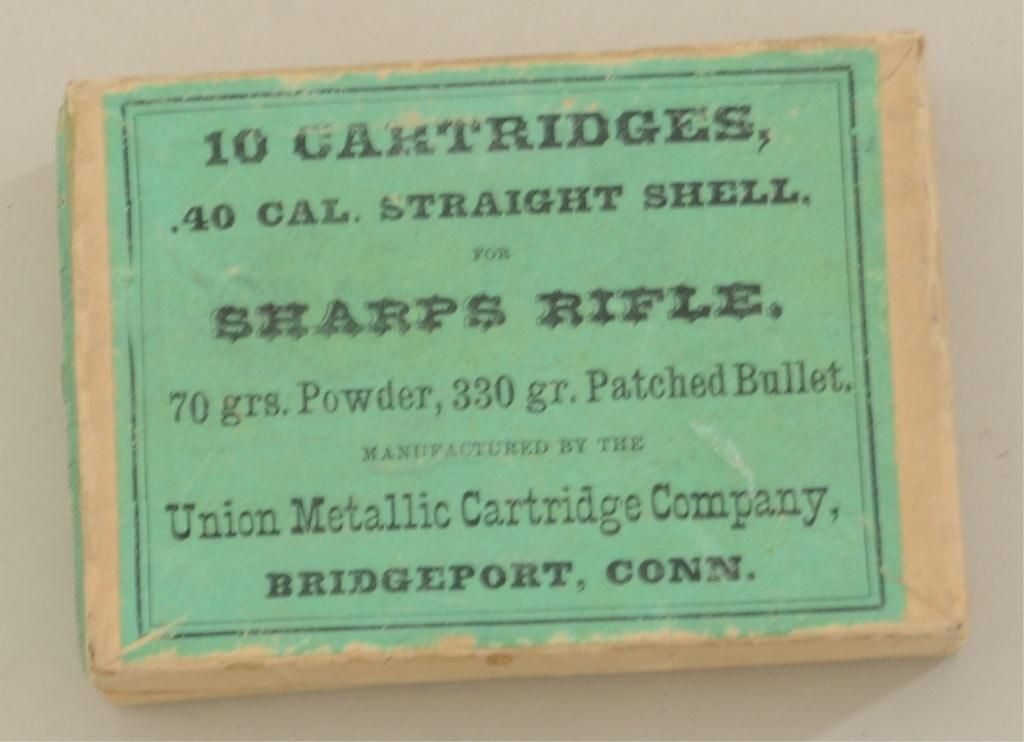 10 CARTRIDGES,
.40 CAL. STRAIGHT SHELL,
FOR
SHARPS RIFLE.
70 grs. Powder, 330 gr. Patched Bullet.
MANUFACTURED BY THE
Union Metallic Cartridge Company,
BRIDGEPORT, CONN.